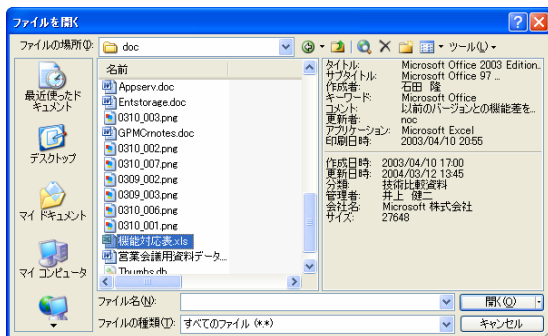 ファイルを開く
ファイルの場所(I):
doc
ツール(L)
最近使ったドキュメント
デスクトップ
マイ ドキュメント
マイ コンピュータ
名前
Appserv.doc
Entstorage.doc
0310_003.png
GPMCrnotes.doc
0310_002.png
0310_007.png
0309_002.png
0309_003.png
0310_006.png
0310_001.png
機能対応表.xls
営業会議用資料データ...
Thumbs.db
タイトル: Microsoft Office 2003 Edition...
サブタイトル: Microsoft Office 97 ...
作成者: 石田 隆
キーワード: Microsoft Office
コメント: 以前のバージョンとの機能差を...
更新者: noc
アプリケーション: Microsoft Excel
印刷日時: 2003/04/10 20:55
作成日時: 2003/04/10 17:00
更新日時: 2004/03/12 13:45
分類: 技術比較資料
管理者: 井上 健二
会社名: Microsoft 株式会社
サイズ: 27648
ファイル名(N):
開く(O)
ファイルの種類(T): すべてのファイル (*.*)
キャンセル